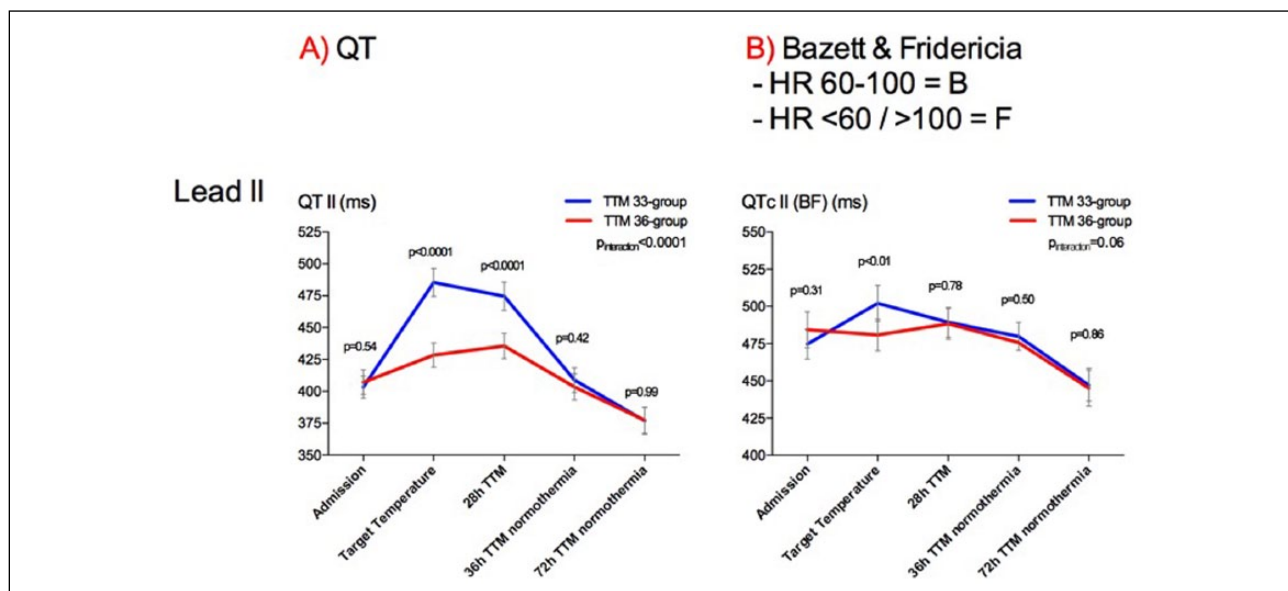 A) QT
B) Bazett & Fridericia
- HR 60-100 = B
- HR <60 / >100 = F
Lead II
QT II (ms)
TTM 33-group
TTM 36-group
pinteraction<0.0001
525
500
475
450
425
400
375
350
p=0.54
p<0.0001
p<0.0001
p=0.42
p=0.99
Admission
Target Temperature
28h TTM
36h TTM normothermia
72h TTM normothermia
QTc II (BF) (ms)
TTM 33-group
TTM 36-group
pinteraction=0.06
550
525
500
475
450
425
400
p=0.31
p<0.01
p=0.78
p=0.50
p=0.86
Admission
Target Temperature
28h TTM
36h TTM normothermia
72h TTM normothermia